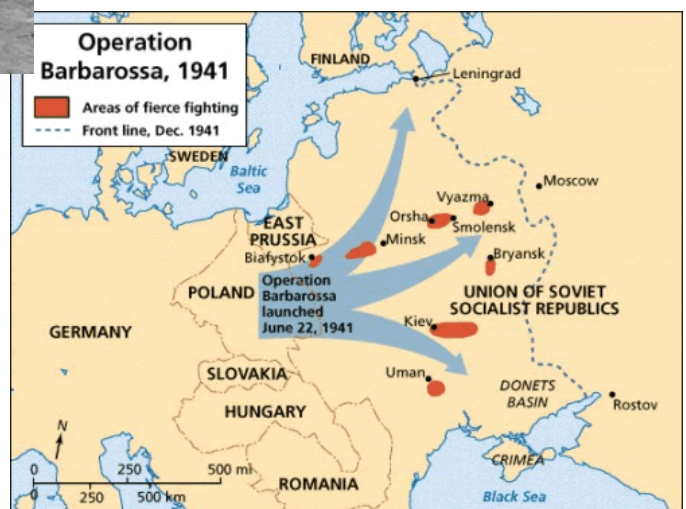 Operation
Barbarossa, 1941
Areas of fierce fighting
Front line, Dec. 1941
FINLAND
Leningrad
SWEDEN
Baltic
Sea
Moscow
Vyazma
Orsha
Smolensk
EAST
PRUSSIA
Minsk
Białystok
Bryansk
POLAND
Operation
Barbarossa
launched
June 22, 1941
UNION OF SOVIET
SOCIALIST REPUBLICS
GERMANY
Kiev
SLOVAKIA
Uman
DONETS
BASIN
HUNGARY
Rostov
N
CRIMEA
0 250 500 mi
0 250 500 km
ROMANIA
Black Sea